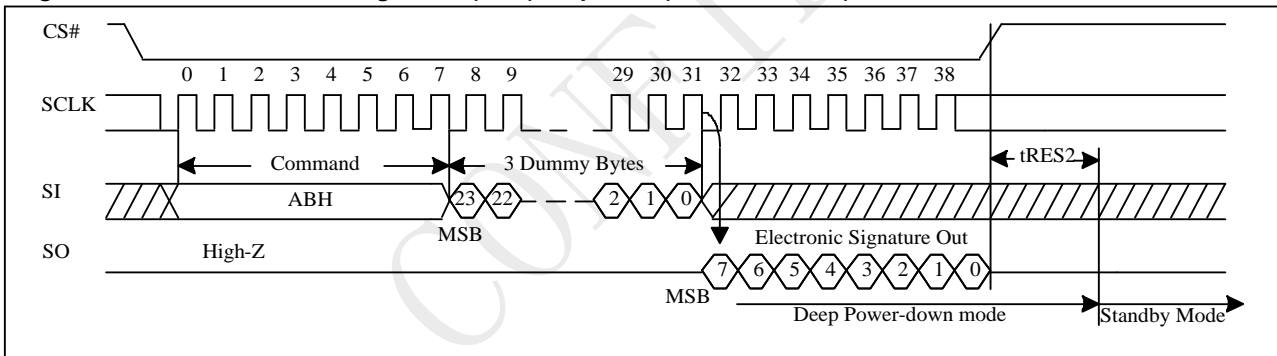 CS#
0 1 2 3 4 5 6 7 8 9 29 30 31 32 33 34 35 36 37 38
SCLK
Command 3 Dummy Bytes tRES2
SI ABH 23 22 2 1 0
MSB
SO High-Z Electronic Signature Out
7 6 5 4 3 2 1 0
MSB
Deep Power-down mode Standby Mode